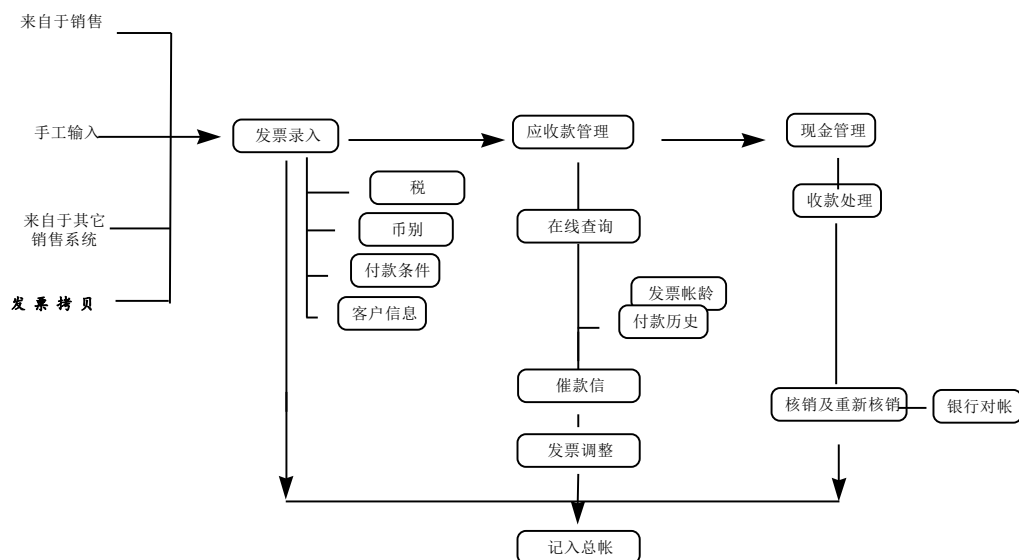 来自于销售
手工输入
来自于其它
销售系统
发票拷贝
发票录入
税
币别
付款条件
客户信息
应收款管理
在线查询
发票帐龄
付款历史
催款信
发票调整
现金管理
收款处理
核销及重新核销
银行对帐
记入总帐